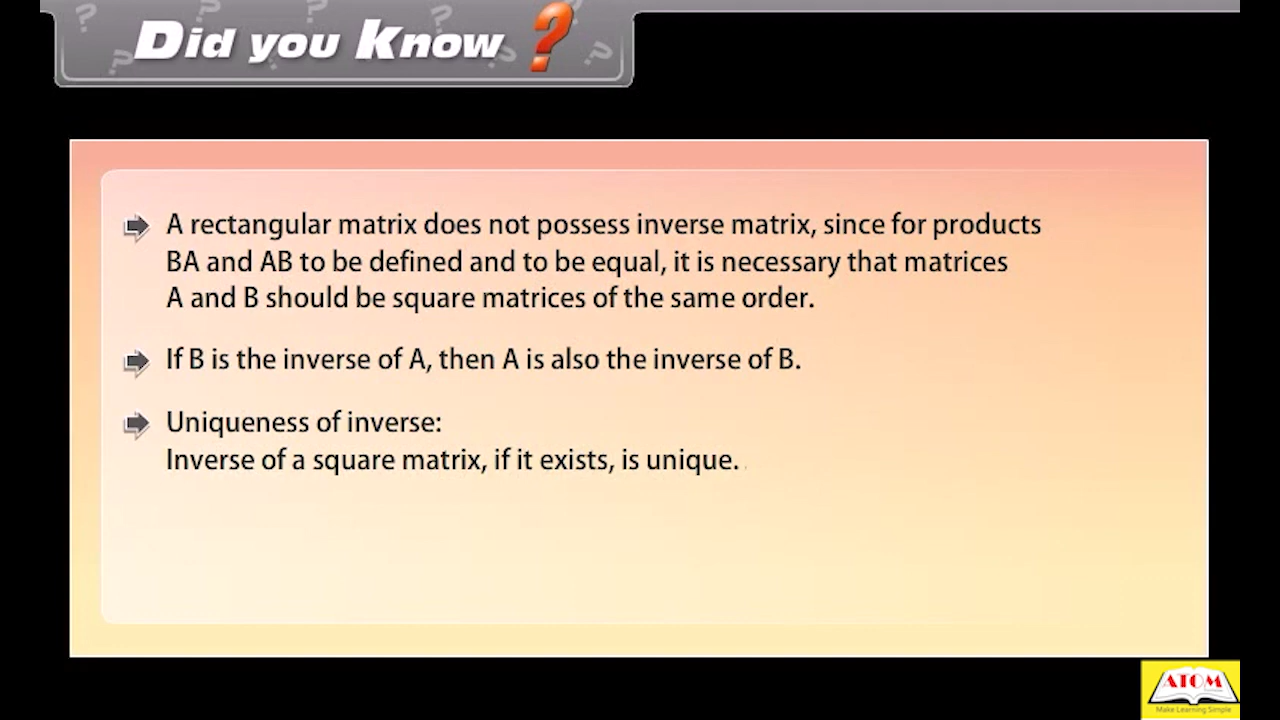 Did you Know ?
A rectangular matrix does not possess inverse matrix, since for products
BA and AB to be defined and to be equal, it is necessary that matrices
A and B should be square matrices of the same order.
If B is the inverse of A, then A is also the inverse of B.
Uniqueness of inverse:
Inverse of a square matrix, if it exists, is unique.
ATOM
Make Learning Simple